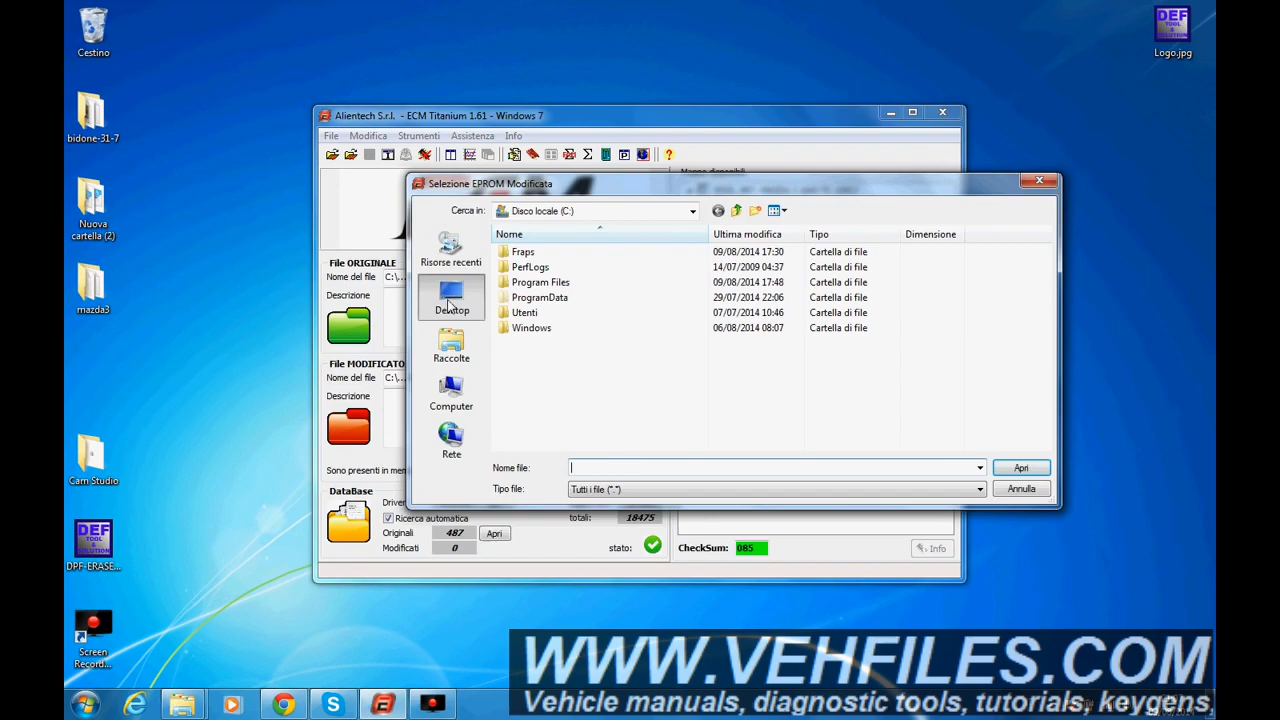 Cestino
DEF
TOOL
&
SOLUTION
Logo.jpg
bidone-31-7
Nuova
cartella (2)
mazda3
Cam Studio
DEF
TOOL
&
SOLUTION
DPF-ERASE...
Screen
Record...
Alientech S.r.l. - ECM Titanium 1.61 - Windows 7
File Modifica Strumenti Assistenza Info
Selezione EPROM Modificata
Cerca in: Disco locale (C:)
Nome Ultima modifica Tipo Dimensione
Fraps 09/08/2014 17:30 Cartella di file
PerfLogs 14/07/2009 04:37 Cartella di file
Program Files 09/08/2014 17:48 Cartella di file
ProgramData 29/07/2014 22:06 Cartella di file
Utenti 07/07/2014 10:46 Cartella di file
Windows 06/08/2014 08:07 Cartella di file
Risorse recenti
Desktop
Raccolte
Computer
Rete
Nome file:
Apri
Tipo file: Tutti i file (*.*)
Annulla
File ORIGINALE
Nome del file C:\...
Descrizione
File MODIFICATO
Nome del file C:\...
Descrizione
Sono presenti in mem
DataBase
Driver
Ricerca automatica totali: 18475
Originali 487 Apri
Modificati 0 stato:
CheckSum: 085 Info
WWW.VEHFILES.COM
Vehicle manuals, diagnostic tools, tutorials, keygens.